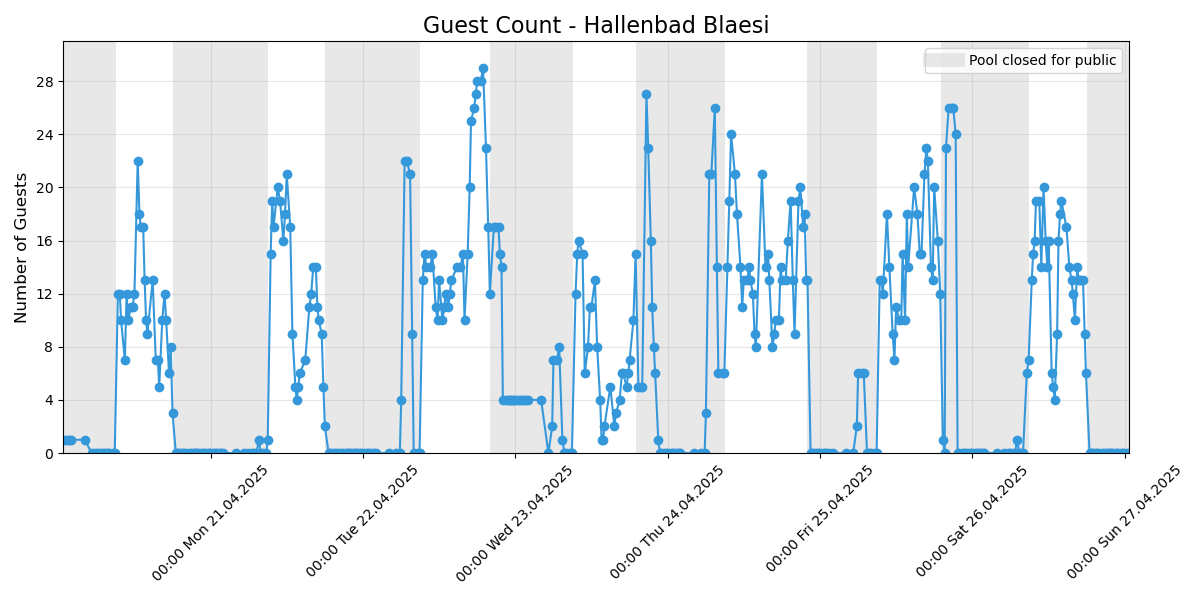 Guest Count - Hallenbad Blaesi
Pool closed for public
Number of Guests
28
24
20
16
12
8
4
0
00:00 Mon 21.04.2025
00:00 Tue 22.04.2025
00:00 Wed 23.04.2025
00:00 Thu 24.04.2025
00:00 Fri 25.04.2025
00:00 Sat 26.04.2025
00:00 Sun 27.04.2025